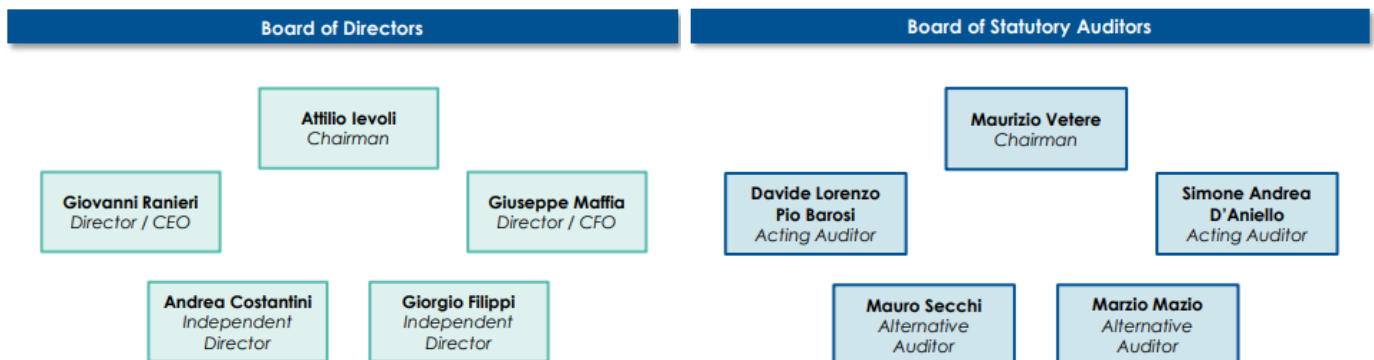 Board of Directors
Attilio Ievoli
Chairman
Giovanni Ranieri
Director / CEO
Giuseppe Maffia
Director / CFO
Andrea Costantini
Independent
Director
Giorgio Filippi
Independent
Director
Board of Statutory Auditors
Maurizio Vetere
Chairman
Davide Lorenzo
Pio Barosi
Acting Auditor
Simone Andrea
D'Aniello
Acting Auditor
Mauro Secchi
Alternative
Auditor
Marzio Mazio
Alternative
Auditor